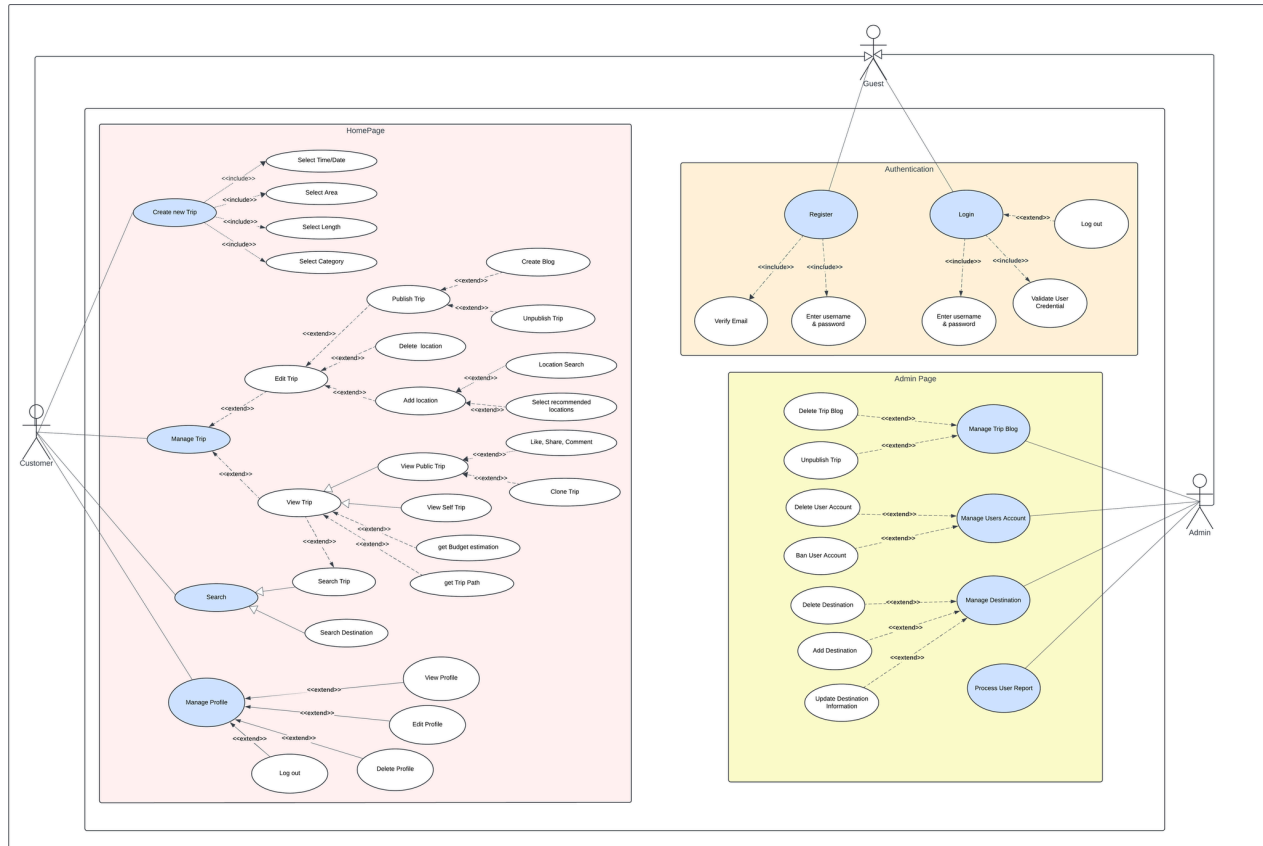 Guest
Customer
Admin
HomePage
Select Time/Date
<<include>>
Select Area
<<include>>
Create new Trip
Select Length
<<include>>
<<include>>
Select Category
Create Blog
<<extend>>
Publish Trip
<<extend>>
Unpublish Trip
<<extend>>
Delete location
<<extend>>
Location Search
Edit Trip
<<extend>>
Add location
<<extend>>
Select recommended
locations
<<extend>>
Manage Trip
Like, Share, Comment
<<extend>>
View Public Trip
<<extend>>
<<extend>>
Clone Trip
View Trip
View Self Trip
<<extend>>
<<extend>>
<<extend>>
get Budget estimation
Search Trip
get Trip Path
Search
Search Destination
View Profile
<<extend>>
Manage Profile
<<extend>>
Edit Profile
<<extend>>
<<extend>>
Log out
Delete Profile
Authentication
Register
Login
<<extend>>
Log out
<<include>>
<<include>>
<<include>>
<<include>>
Verify Email
Enter username
& password
Enter username
& password
Validate User
Credential
Admin Page
Delete Trip Blog
<<extend>>
Manage Trip Blog
<<extend>>
Unpublish Trip
Delete User Account
<<extend>>
Manage Users Account
<<extend>>
Ban User Account
Delete Destination
<<extend>>
Manage Destination
<<extend>>
Add Destination
<<extend>>
Update Destination
Information
Process User Report